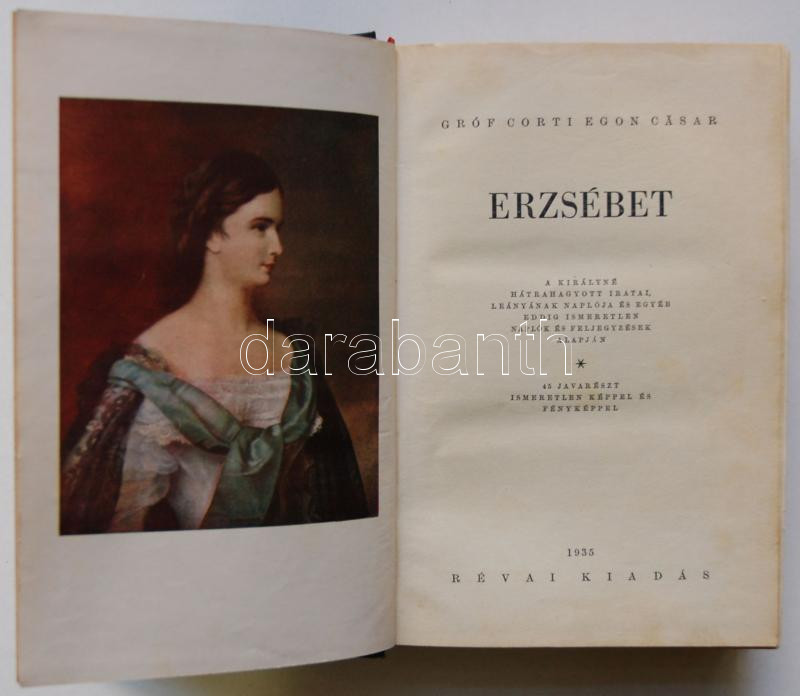 GRÓF CORTI EGON CÄSAR
ERZSÉBET
A KIRÁLYNÉ
HÁTRAHAGYOTT IRATAI,
LEÁNYÁNAK NAPLÓJA ÉS EGYÉB
EDDIG ISMERETLEN
NAPLÓK ÉS FELJEGYZÉSEK
ALAPJÁN
*
45 JAVARÉSZT
ISMERETLEN KÉPPEL ÉS
FÉNYKÉPPEL
1935
RÉVAI KIADÁS
darabanth